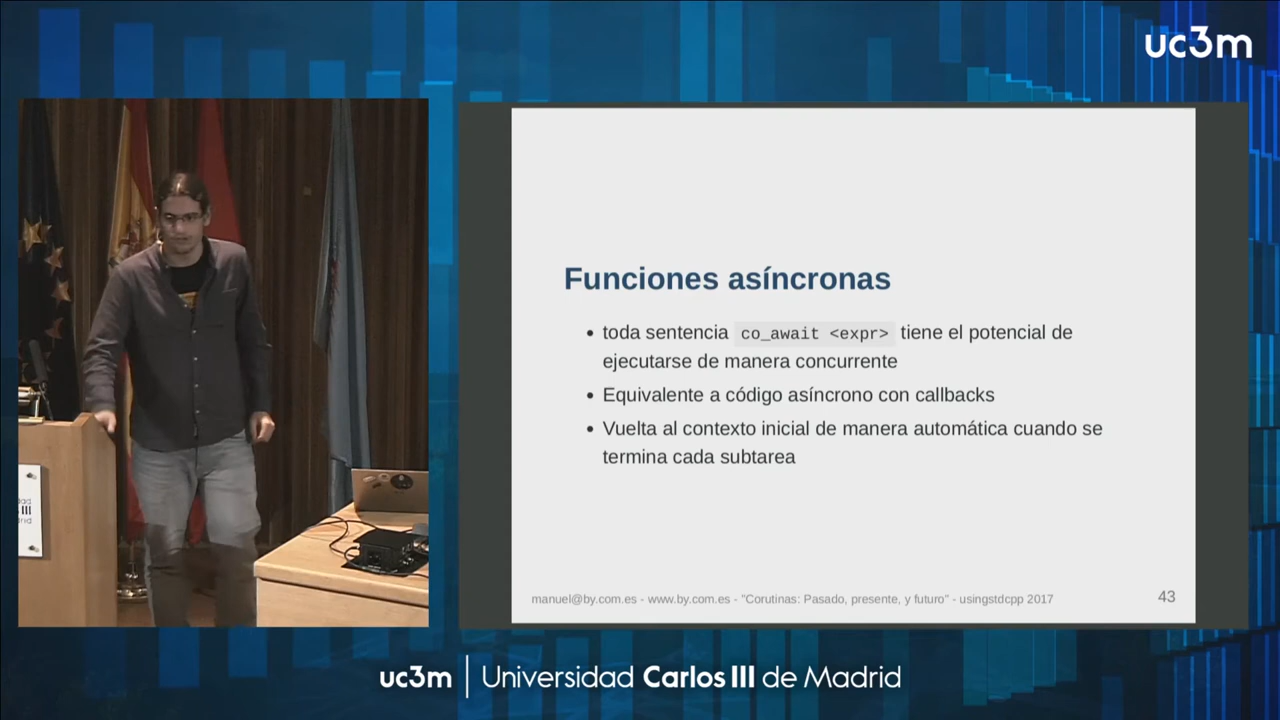 uc3m
Funciones asíncronas
• toda sentencia co_await <expr> tiene el potencial de
ejecutarse de manera concurrente
• Equivalente a código asíncrono con callbacks
• Vuelta al contexto inicial de manera automática cuando se
termina cada subtarea
manuel@by.com.es - www.by.com.es - "Corutinas: Pasado, presente, y futuro" - usingstdcpp 2017
43
III
uc3m | Universidad Carlos III de Madrid